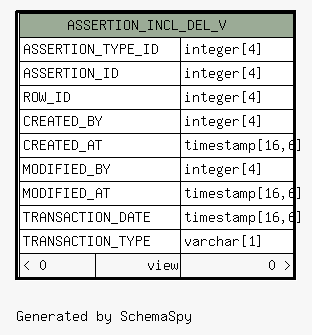 ASSERTION_INCL_DEL_V
ASSERTION_TYPE_ID integer[4]
ASSERTION_ID integer[4]
ROW_ID integer[4]
CREATED_BY integer[4]
CREATED_AT timestamp[16,6]
MODIFIED_BY integer[4]
MODIFIED_AT timestamp[16,6]
TRANSACTION_DATE timestamp[16,6]
TRANSACTION_TYPE varchar[1]
< 0 view 0 >
Generated by SchemaSpy